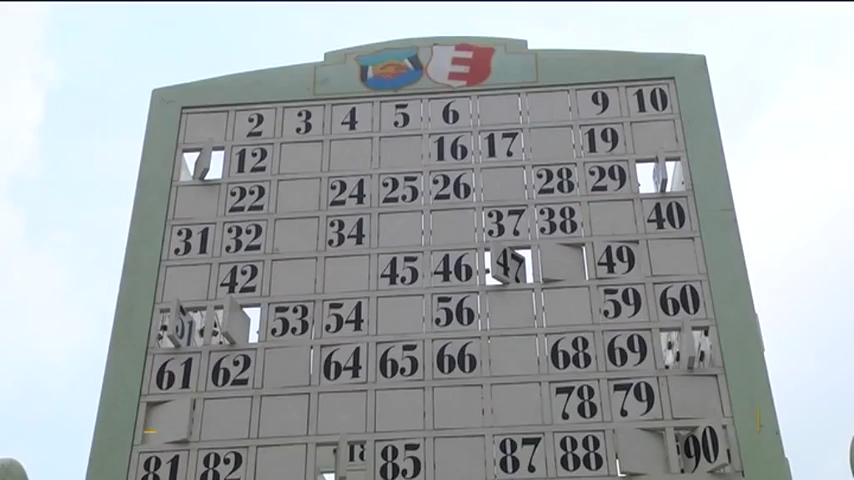 2 3 4 5 6 9 10
12 16 17 19
22 24 25 26 28 29
31 32 34 37 38 40
42 45 46 47 49
53 54 56 59 60
61 62 64 65 66 68 69
78 79
81 82 85 87 88 90